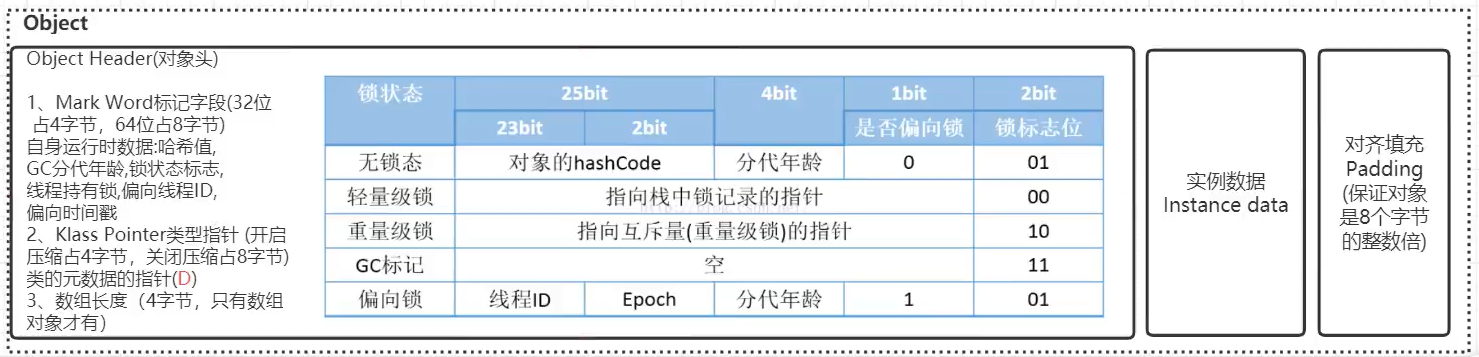 Object
Object Header(对象头)
1、Mark Word标记字段(32位
占4字节，64位占8字节)
自身运行时数据:哈希值,
GC分代年龄,锁状态标志,
线程持有锁,偏向线程ID,
偏向时间戳
2、Klass Pointer类型指针 (开启
压缩占4字节，关闭压缩占8字节)
类的元数据的指针(D)
3、数组长度（4字节，只有数组
对象才有）
锁状态 25bit 4bit 1bit 2bit
23bit 2bit 是否偏向锁 锁标志位
无锁态 对象的hashCode 分代年龄 0 01
轻量级锁 指向栈中锁记录的指针 00
重量级锁 指向互斥量(重量级锁)的指针 10
GC标记 空 11
偏向锁 线程ID Epoch 分代年龄 1 01
实例数据
Instance data
对齐填充
Padding
(保证对象
是8个字节
的整数倍)